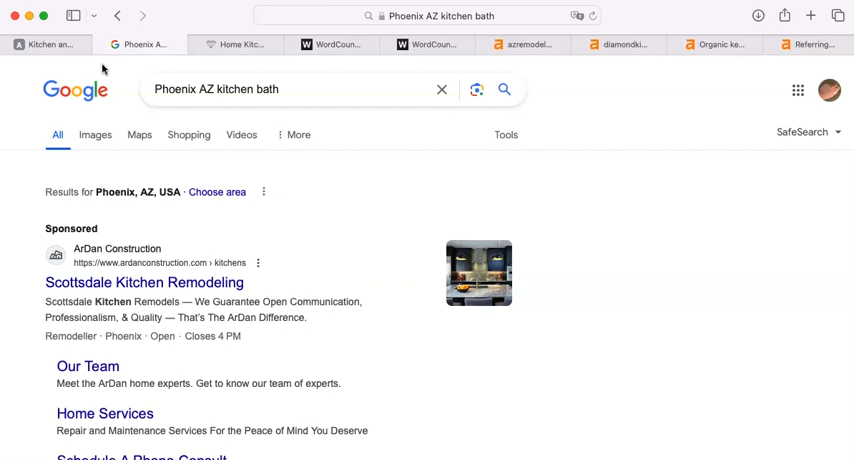 Phoenix AZ kitchen bath
Kitchen an...
Phoenix A...
Home Kitc...
WordCoun...
WordCoun...
azremodel...
diamondki...
Organic ke...
Referring...
Google
Phoenix AZ kitchen bath
All Images Maps Shopping Videos More Tools SafeSearch
Results for Phoenix, AZ, USA · Choose area
Sponsored
ArDan Construction
https://www.ardanconstruction.com › kitchens
Scottsdale Kitchen Remodeling
Scottsdale Kitchen Remodels — We Guarantee Open Communication,
Professionalism, & Quality — That's The ArDan Difference.
Remodeller · Phoenix · Open · Closes 4 PM
Our Team
Meet the ArDan home experts. Get to know our team of experts.
Home Services
Repair and Maintenance Services For the Peace of Mind You Deserve
Schedule A Phone Consult